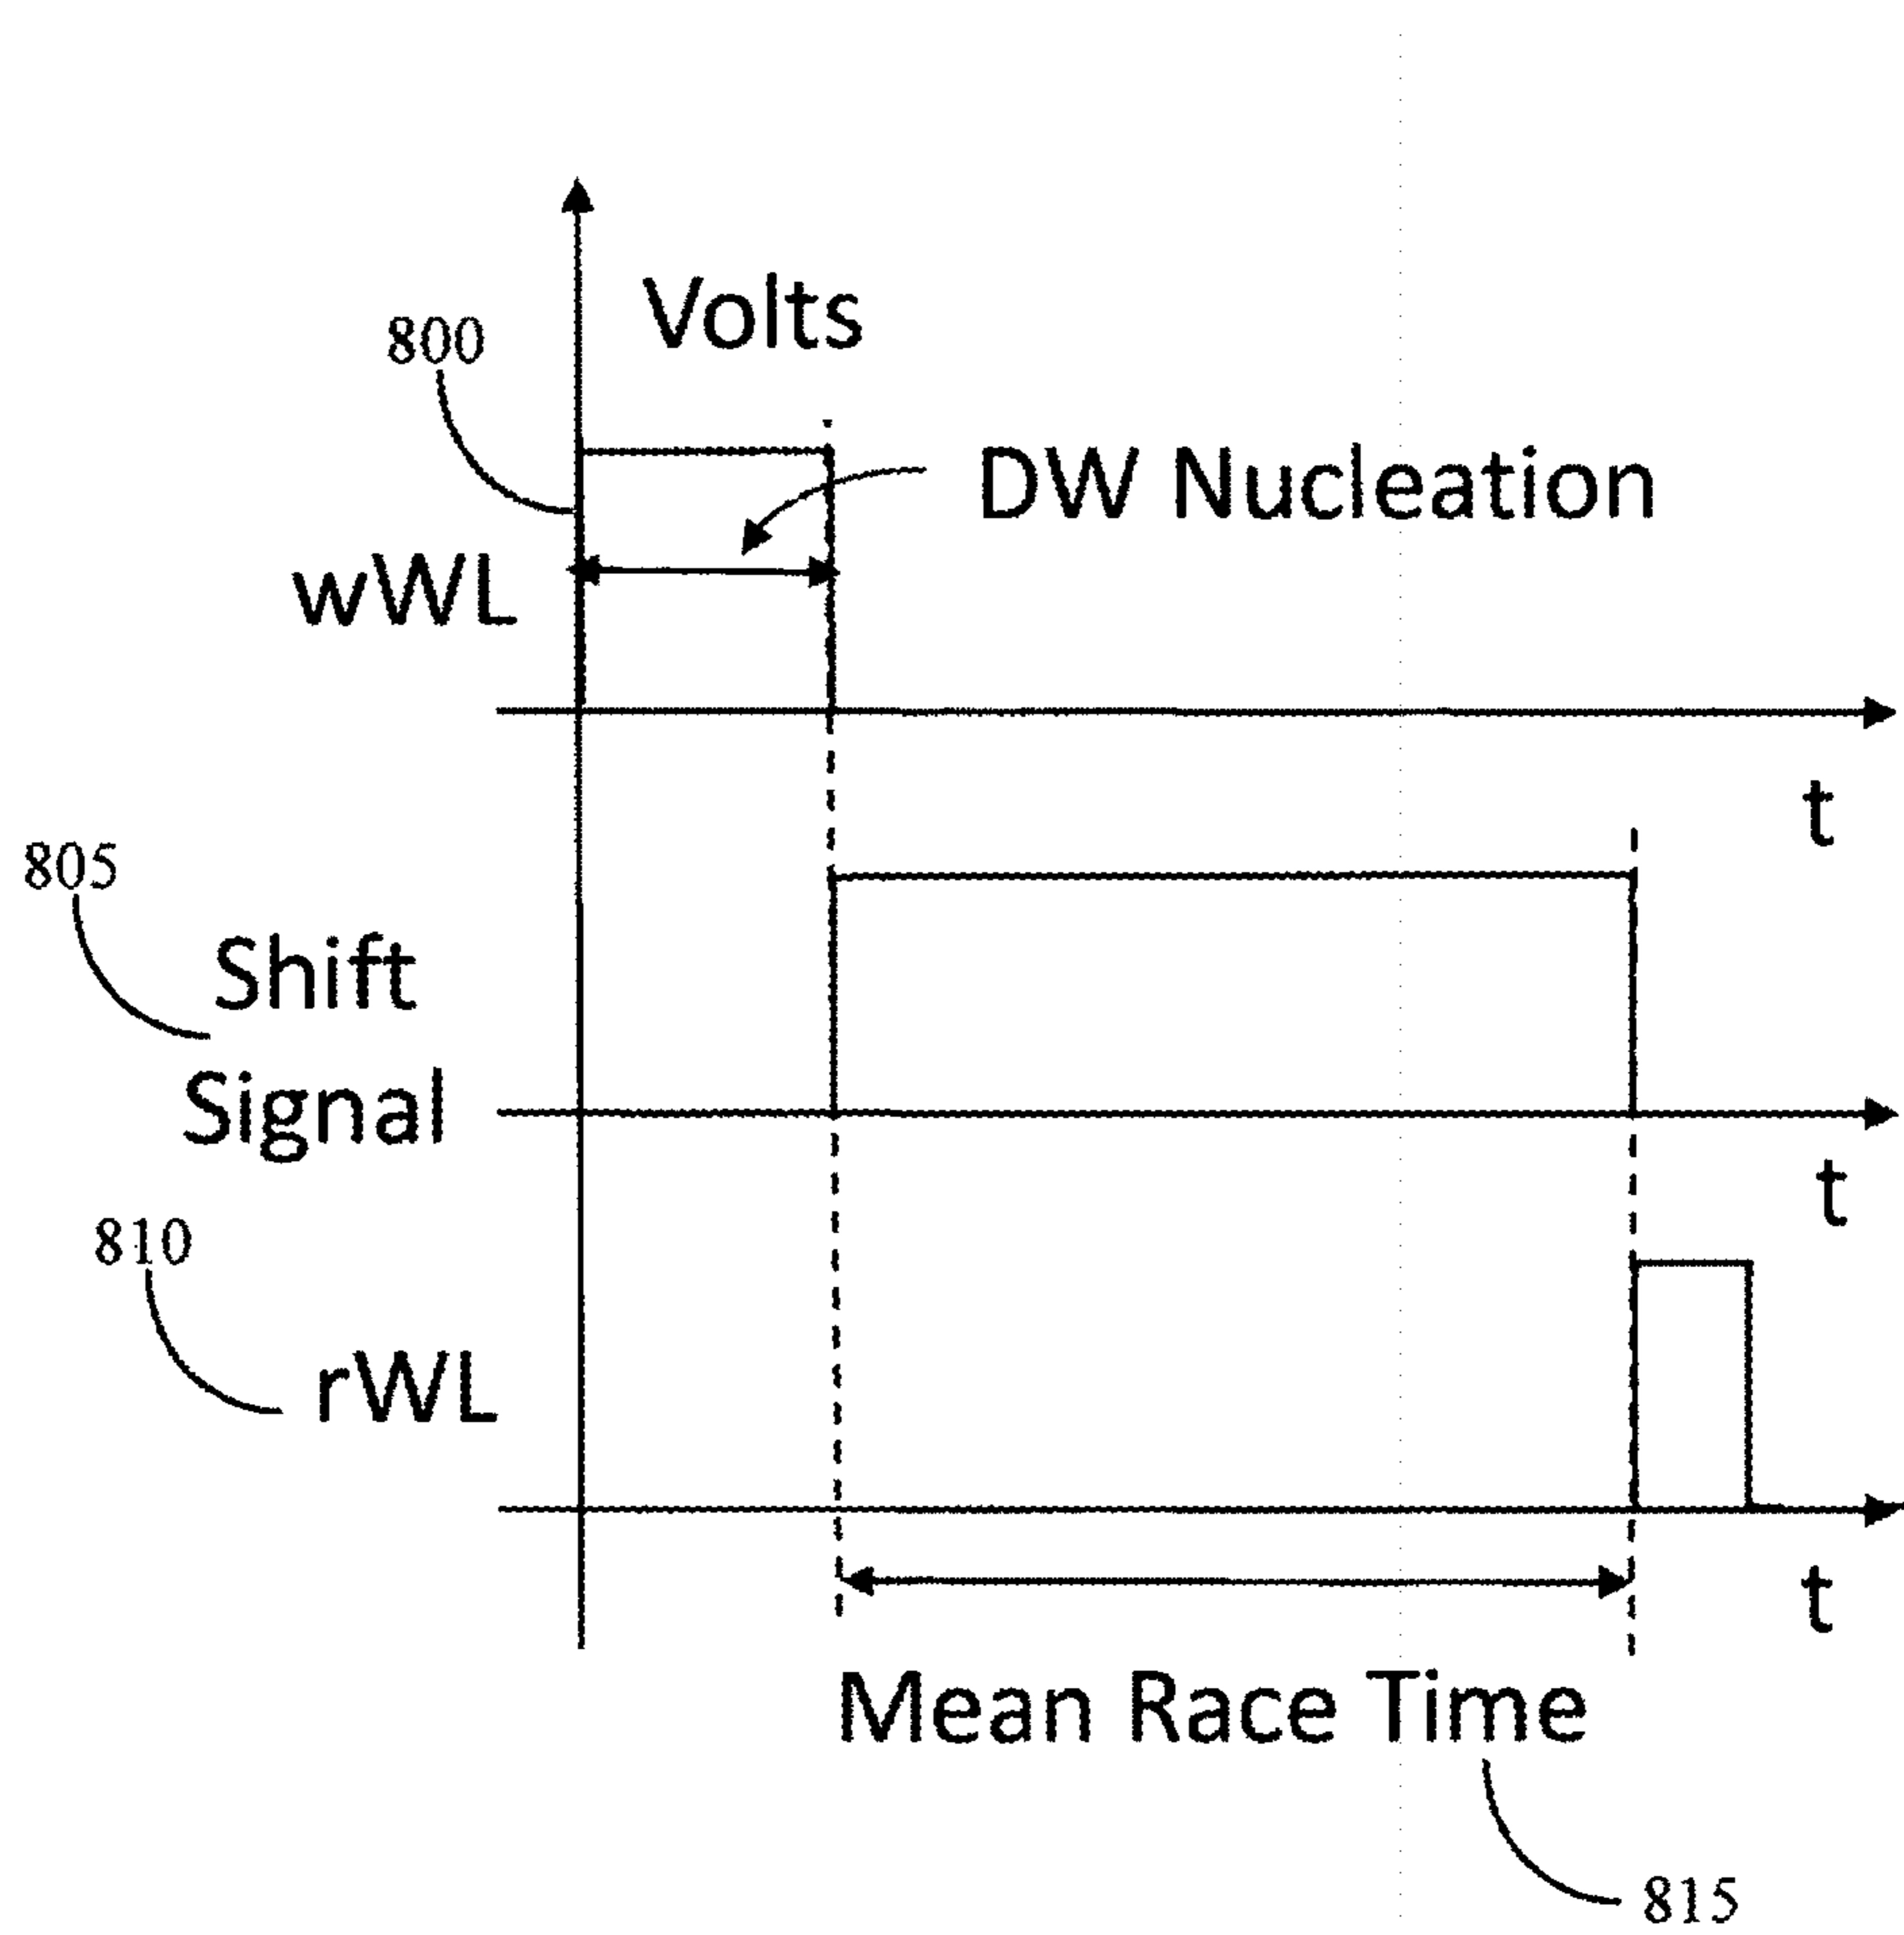 Volts
800
DW Nucleation
wWL
t
805
Shift
Signal
t
810
rWL
t
Mean Race Time
815